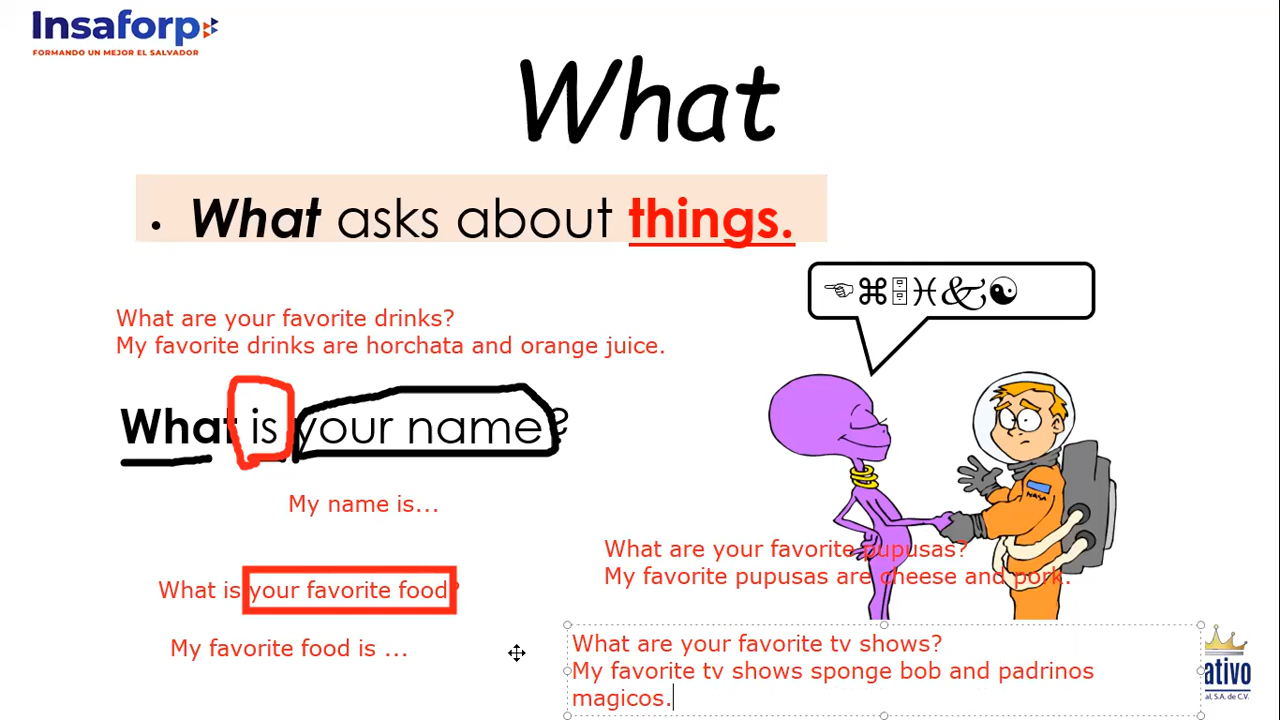 Insaforp
FORMANDO UN MEJOR EL SALVADOR
What
• What asks about things.
What are your favorite drinks?
My favorite drinks are horchata and orange juice.
What is your name?
My name is...
What is your favorite food?
My favorite food is ...
NASA
What are your favorite pupusas?
My favorite pupusas are cheese and pork.
What are your favorite tv shows?
My favorite tv shows sponge bob and padrinos
magicos.
ativo
al, S.A. de C.V.